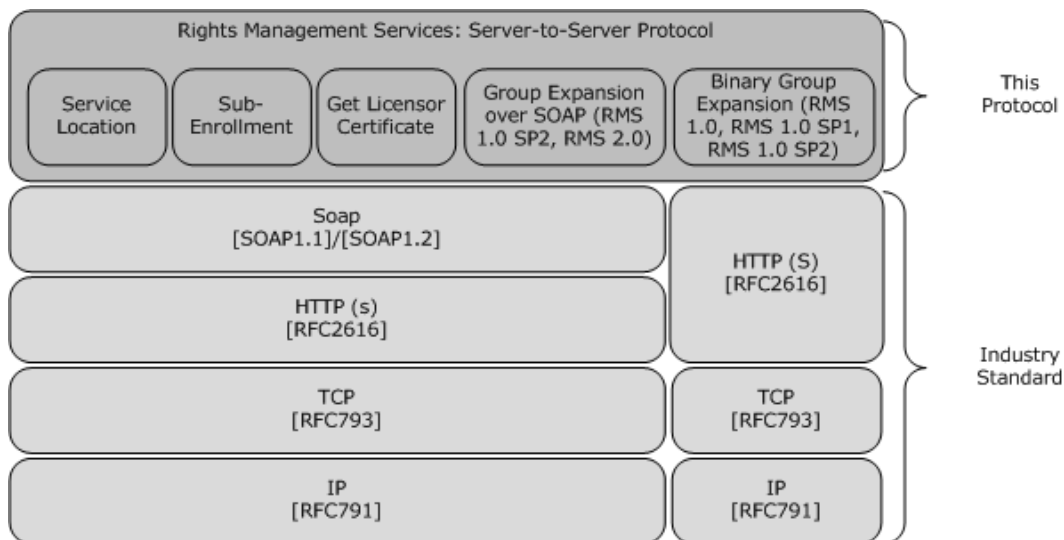 Rights Management Services: Server-to-Server Protocol
Service
Location
Sub-
Enrollment
Get Licensor
Certificate
Group Expansion
over SOAP (RMS
1.0 SP2, RMS 2.0)
Binary Group
Expansion (RMS
1.0, RMS 1.0 SP1,
RMS 1.0 SP2)
This
Protocol
Soap
[SOAP1.1]/[SOAP1.2]
HTTP (S)
[RFC2616]
HTTP (s)
[RFC2616]
Industry
Standard
TCP
[RFC793]
TCP
[RFC793]
IP
[RFC791]
IP
[RFC791]